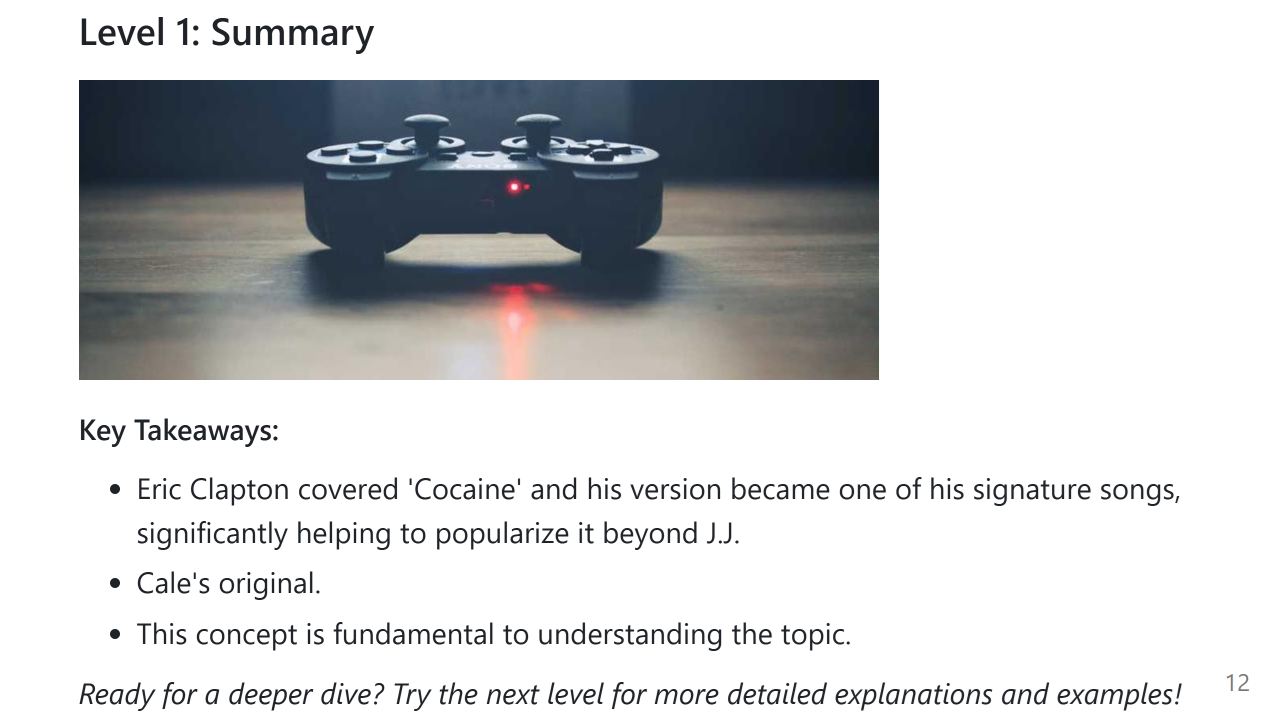 Level 1: Summary
SONY
Key Takeaways:
• Eric Clapton covered 'Cocaine' and his version became one of his signature songs,
significantly helping to popularize it beyond J.J.
• Cale's original.
• This concept is fundamental to understanding the topic.
Ready for a deeper dive? Try the next level for more detailed explanations and examples!
12